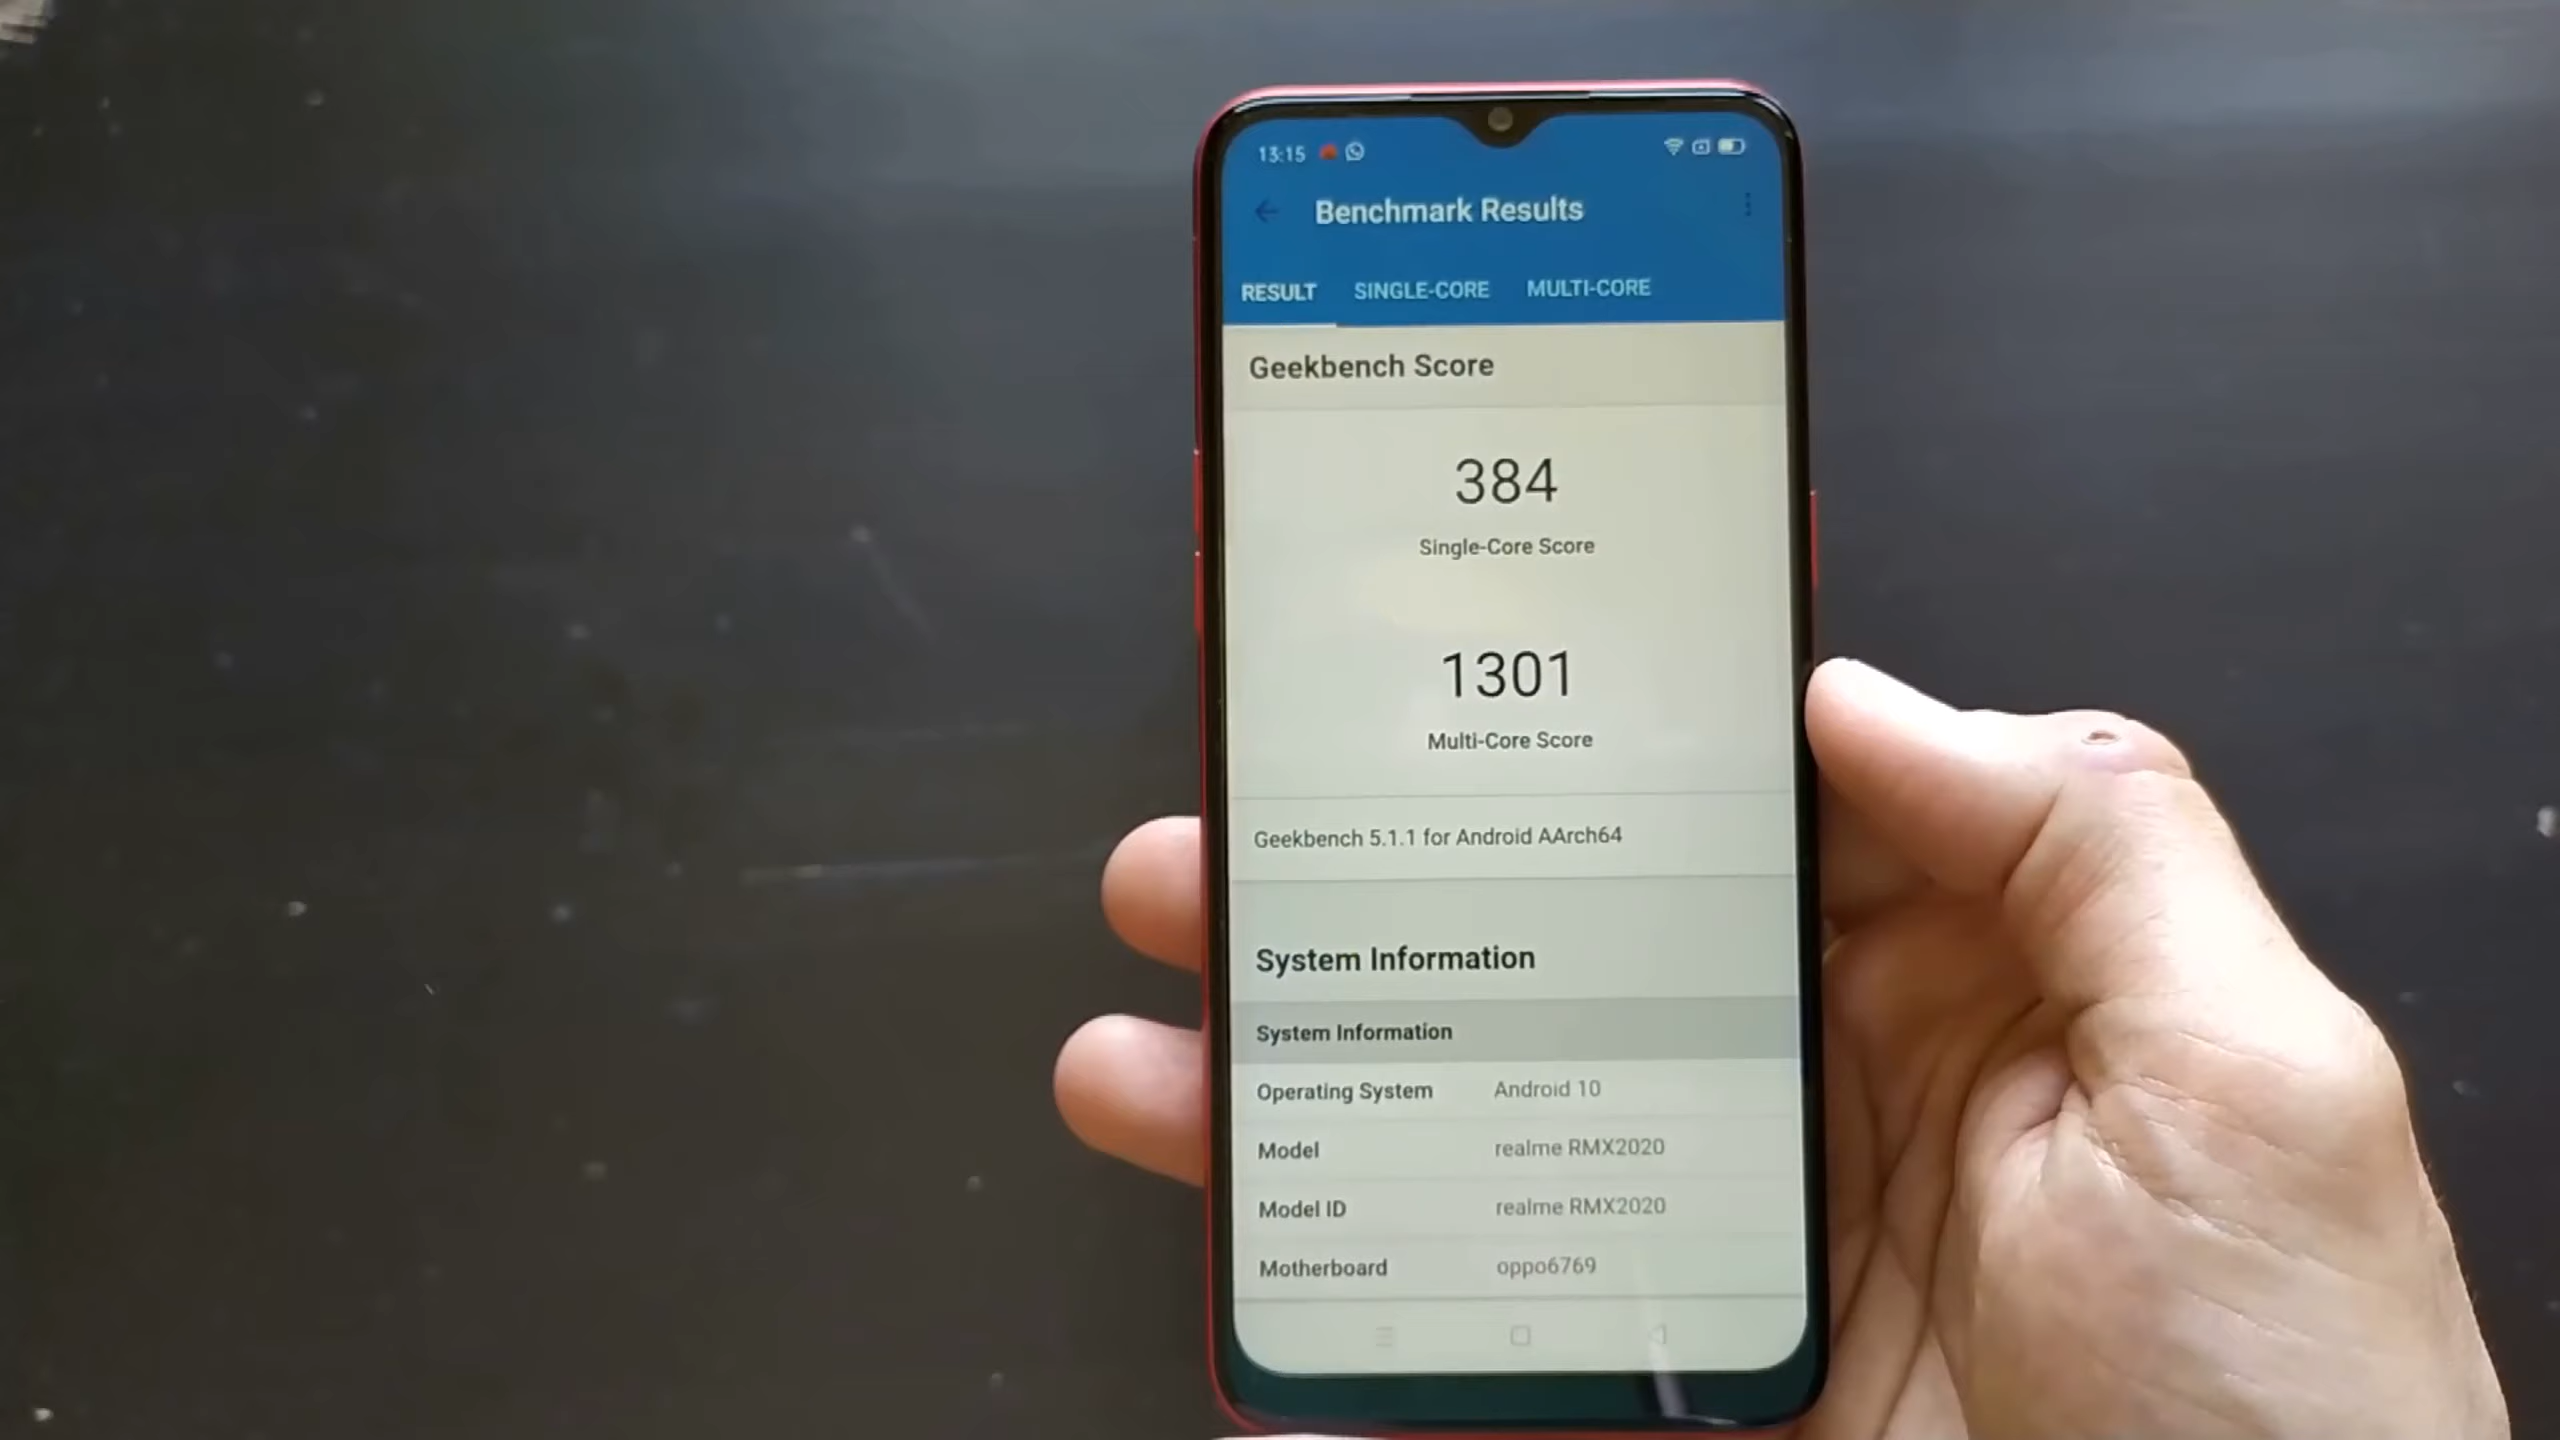 13:15
Benchmark Results
RESULT SINGLE-CORE MULTI-CORE
Geekbench Score
384
Single-Core Score
1301
Multi-Core Score
Geekbench 5.1.1 for Android AArch64
System Information
System Information
Operating System Android 10
Model realme RMX2020
Model ID realme RMX2020
Motherboard oppo6769